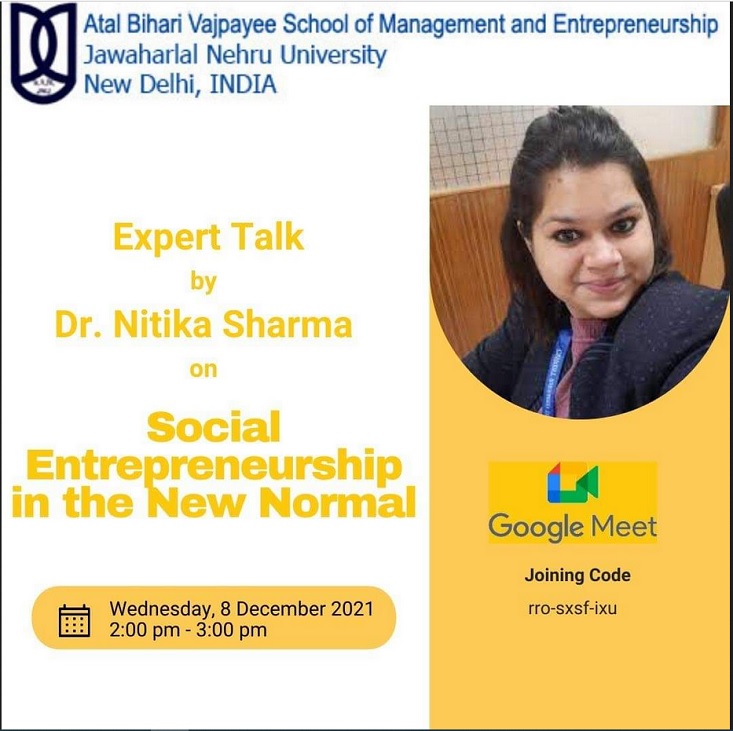 Atal Bihari Vajpayee School of Management and Entrepreneurship
Jawaharlal Nehru University
New Delhi, INDIA
Expert Talk
by
Dr. Nitika Sharma
on
Social
Entrepreneurship
in the New Normal
Wednesday, 8 December 2021
2:00 pm - 3:00 pm
Google Meet
Joining Code
rro-sxsf-ixu